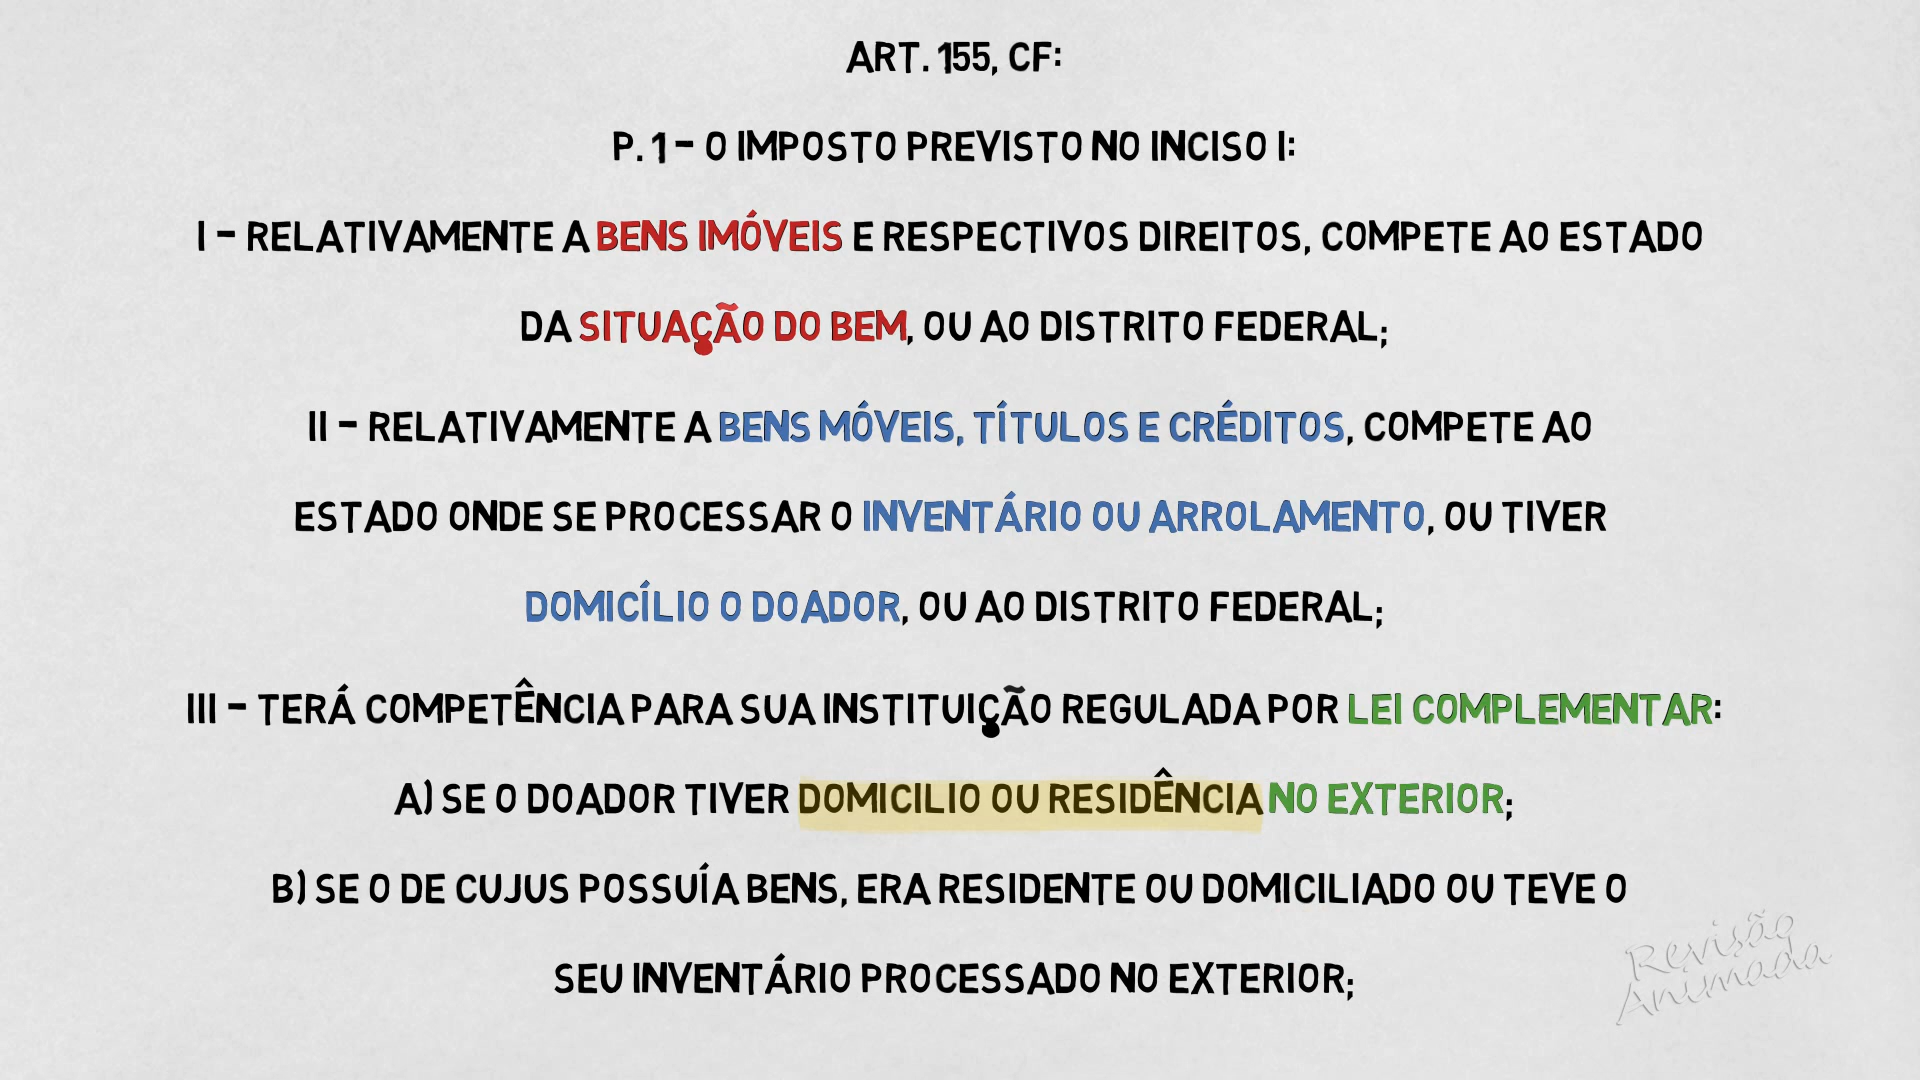 ART. 155, CF:
P. 1 - O IMPOSTO PREVISTO NO INCISO I:
I - RELATIVAMENTE A BENS IMÓVEIS E RESPECTIVOS DIREITOS, COMPETE AO ESTADO
DA SITUAÇÃO DO BEM, OU AO DISTRITO FEDERAL;
II - RELATIVAMENTE A BENS MÓVEIS, TÍTULOS E CRÉDITOS, COMPETE AO
ESTADO ONDE SE PROCESSAR O INVENTÁRIO OU ARROLAMENTO, OU TIVER
DOMICÍLIO O DOADOR, OU AO DISTRITO FEDERAL;
III - TERÁ COMPETÊNCIA PARA SUA INSTITUIÇÃO REGULADA POR LEI COMPLEMENTAR:
A) SE O DOADOR TIVER DOMICILIO OU RESIDÊNCIA NO EXTERIOR;
B) SE O DE CUJUS POSSUÍA BENS, ERA RESIDENTE OU DOMICILIADO OU TEVE O
SEU INVENTÁRIO PROCESSADO NO EXTERIOR;
Revisão
Animada